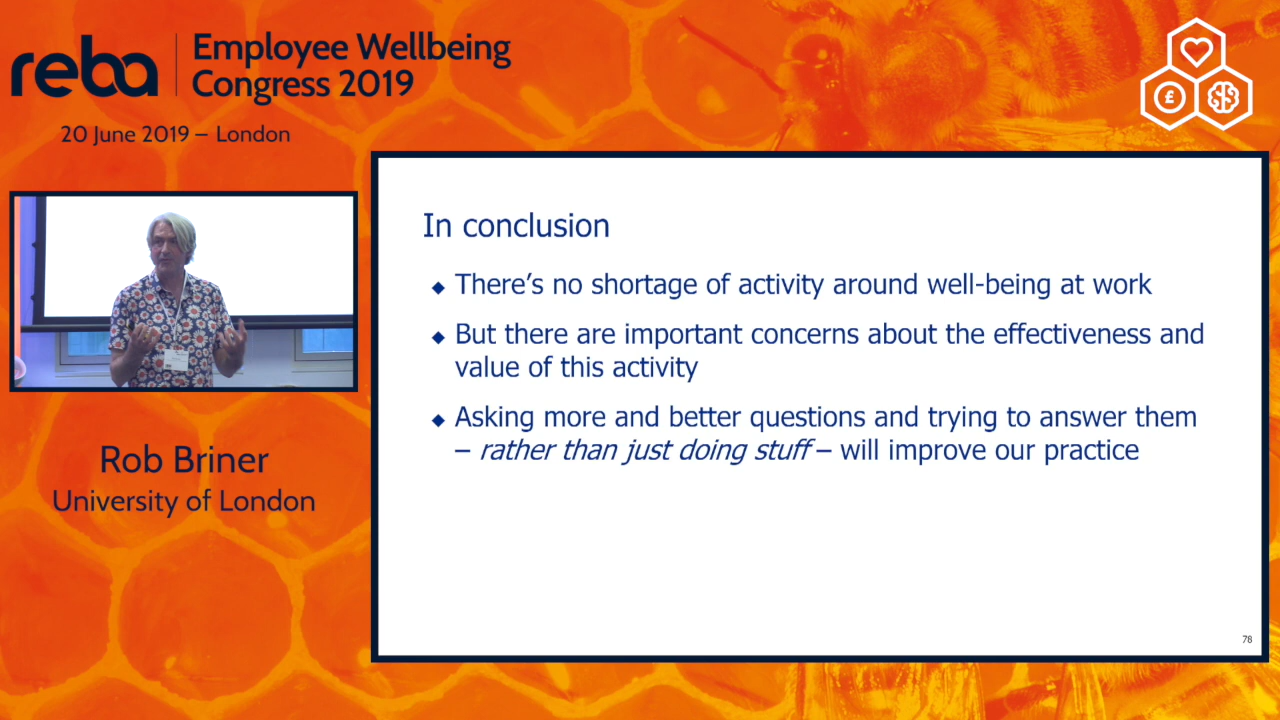 reba
Employee Wellbeing
Congress 2019
20 June 2019 – London
£
Rob Briner
University of London
In conclusion
◆ There's no shortage of activity around well-being at work
◆ But there are important concerns about the effectiveness and
value of this activity
◆ Asking more and better questions and trying to answer them
– rather than just doing stuff – will improve our practice
78